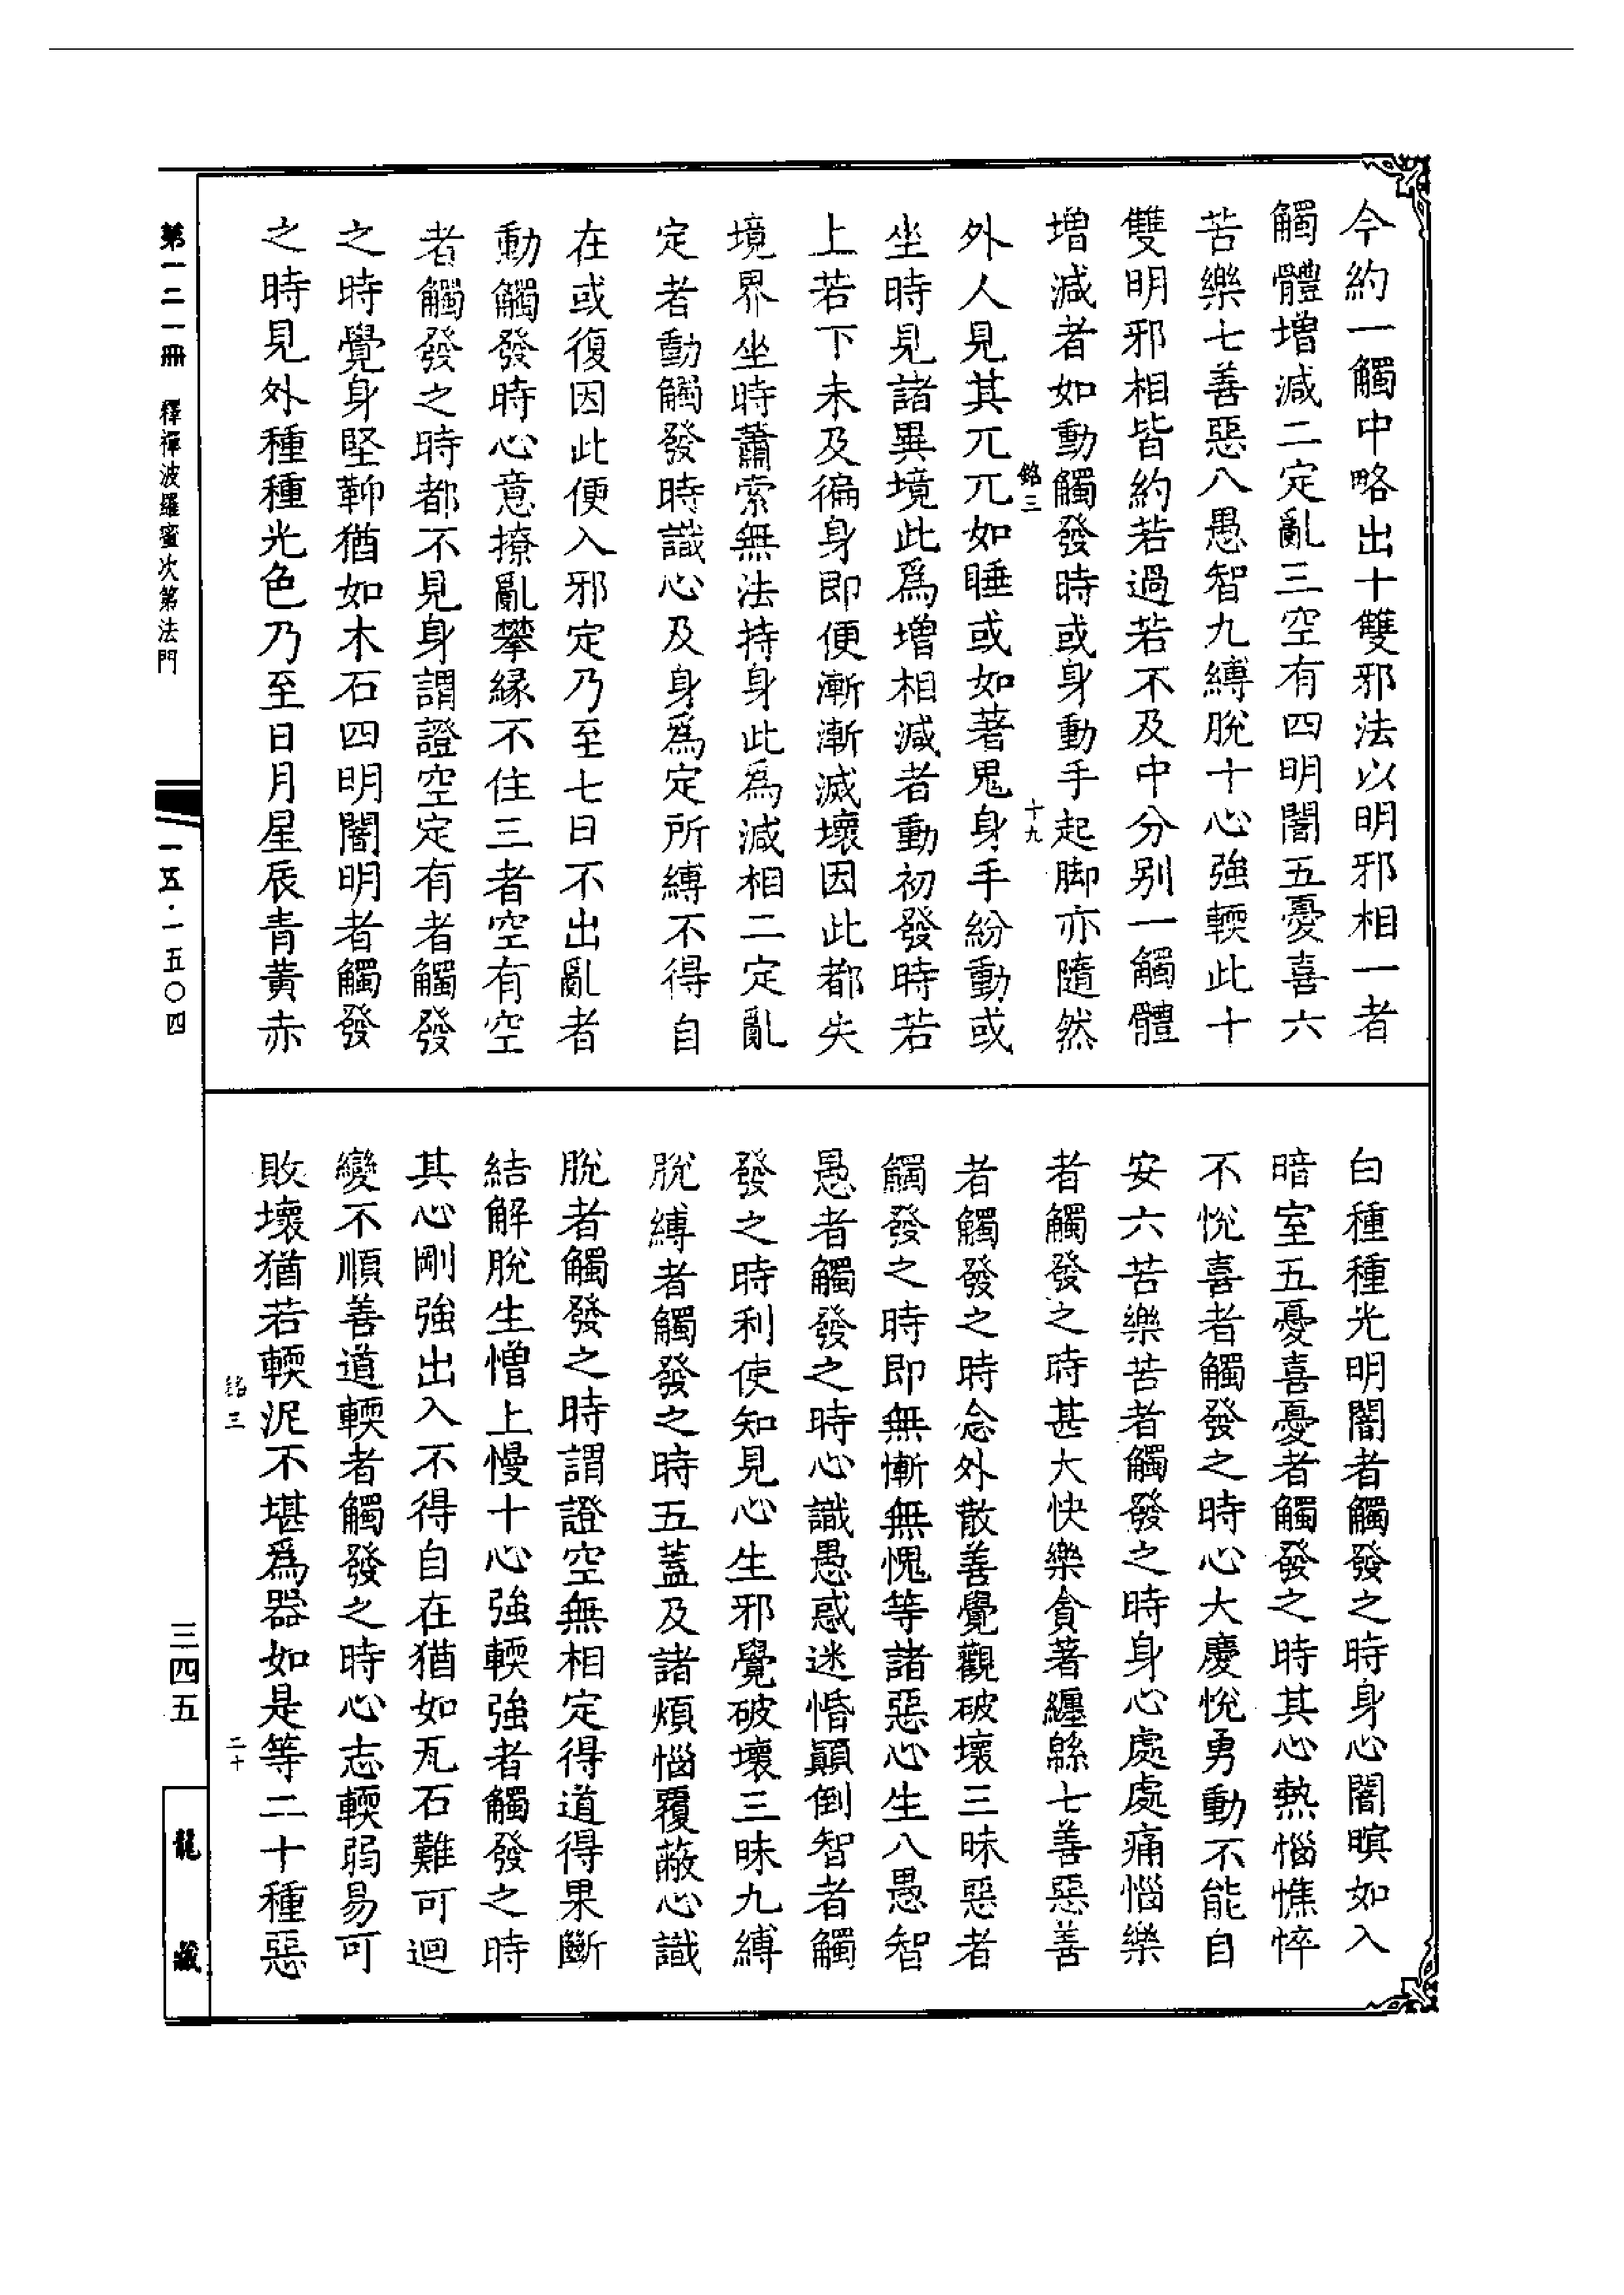 今約一觸中略出十雙邪法以明邪相一者
觸體增減二定亂三空有四明闇五憂喜六
苦樂七善惡八愚智九縛脫十心強輭此十
雙明邪相皆約若過若不及中分別一觸體
增減者如動觸發時或身動手起脚亦隨然
銘三
十九
外人見其兀兀如睡或如著鬼身手紛動或
坐時見諸異境此爲增相減者動初發時若
上若下未及徧身即便漸漸滅壞因此都失
境界坐時蕭索無法持身此爲減相二定亂
定者動觸發時識心及身爲定所縛不得自
在或復因此便入邪定乃至七日不出亂者
動觸發時心意撩亂攀緣不住三者空有空
者觸發之時都不見身謂證空定有者觸發
之時覺身堅鞕猶如木石四明闇明者觸發
之時見外種種光色乃至日月星辰青黃赤
白種種光明闇者觸發之時身心闇瞑如入
暗室五憂喜憂者觸發之時其心熱惱憔悴
不悅喜者觸發之時心大慶悅勇動不能自
安六苦樂苦者觸發之時身心處處痛惱樂
者觸發之時甚大快樂貪著纏緜七善惡善
者觸發之時念外散善覺觀破壞三昧惡者
觸發之時即無慚無愧等諸惡心生八愚智
愚者觸發之時心識愚惑迷惛顛倒智者觸
發之時利使知見心生邪覺破壞三昧九縛
脫縛者觸發之時五蓋及諸煩惱覆蔽心識
脫者觸發之時謂證空無相定得道得果斷
結解脫生憎上慢十心強輭強者觸發之時
其心剛強出入不得自在猶如瓦石難可迴
變不順善道輭者觸發之時心志輭弱易可
敗壞猶若輭泥不堪爲器如是等二十種惡
銘三
二十
第一二一冊　釋禪波羅蜜次第法門
一五·一五〇四
三四五
龍藏